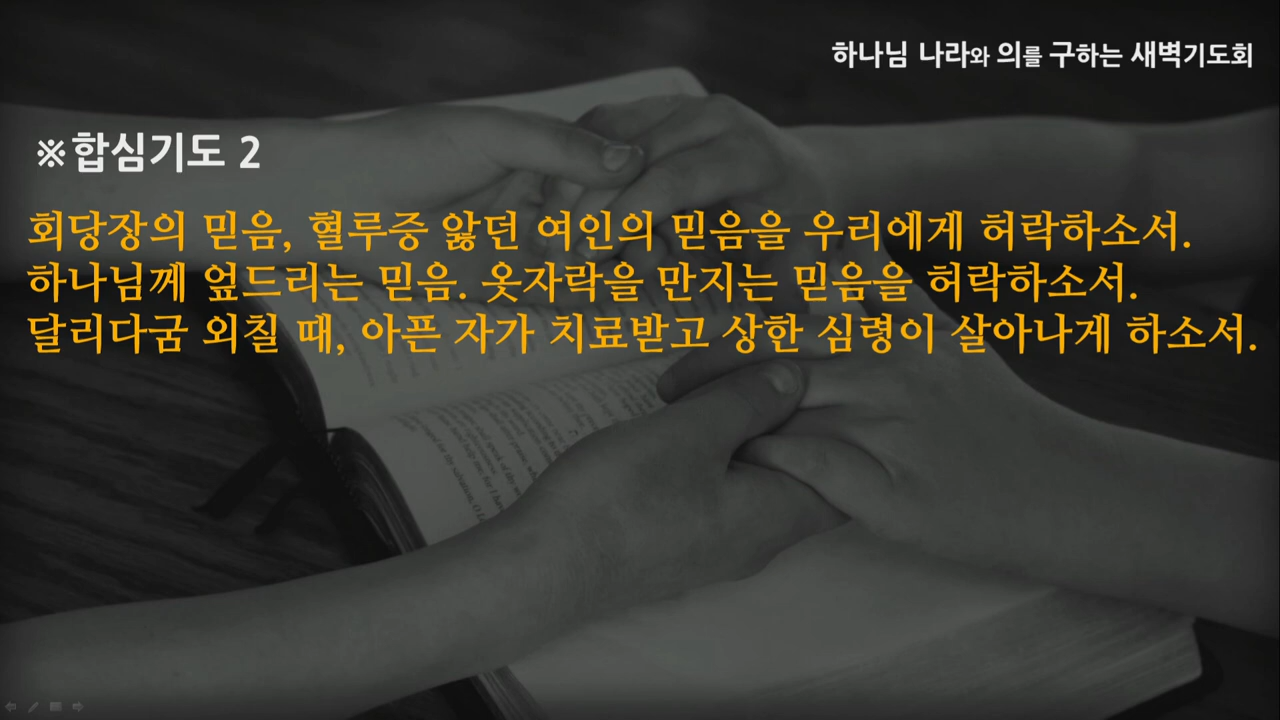 하나님 나라와 의를 구하는 새벽기도회
※합심기도 2
회당장의 믿음, 혈루증 앓던 여인의 믿음을 우리에게 허락하소서.
하나님께 엎드리는 믿음. 옷자락을 만지는 믿음을 허락하소서.
달리다굼 외칠 때, 아픈 자가 치료받고 상한 심령이 살아나게 하소서.